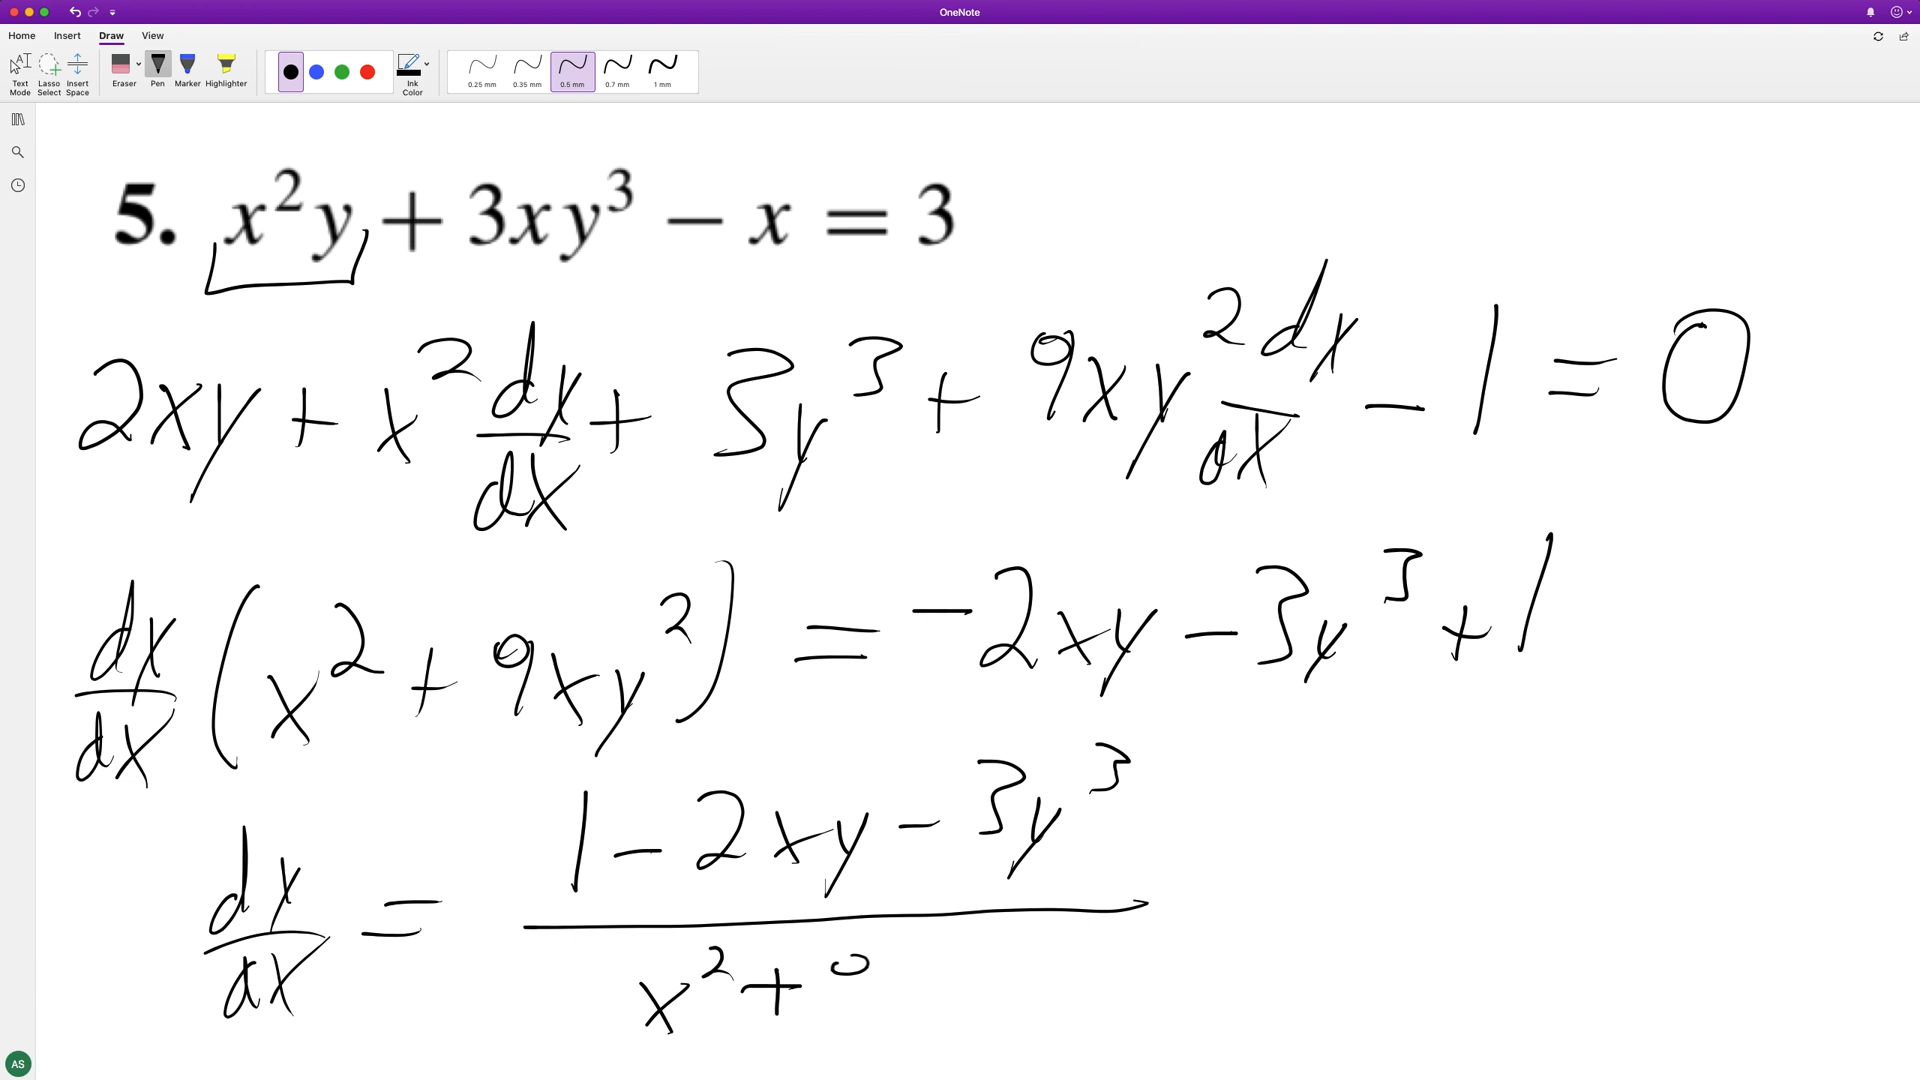 OneNote
Home Insert Draw View
Text Mode Lasso Select Insert Space Eraser Pen Marker Highlighter Ink Color 0.25 mm 0.35 mm 0.5 mm 0.7 mm 1 mm
5. x²y + 3xy³ − x = 3
2xy + x² dy/dx + 3y³ + 9xy² dy/dx − 1 = 0
dy/dx (x² + 9xy²) = −2xy − 3y³ + 1
dy/dx = (1 − 2xy − 3y³)/(x² +
AS